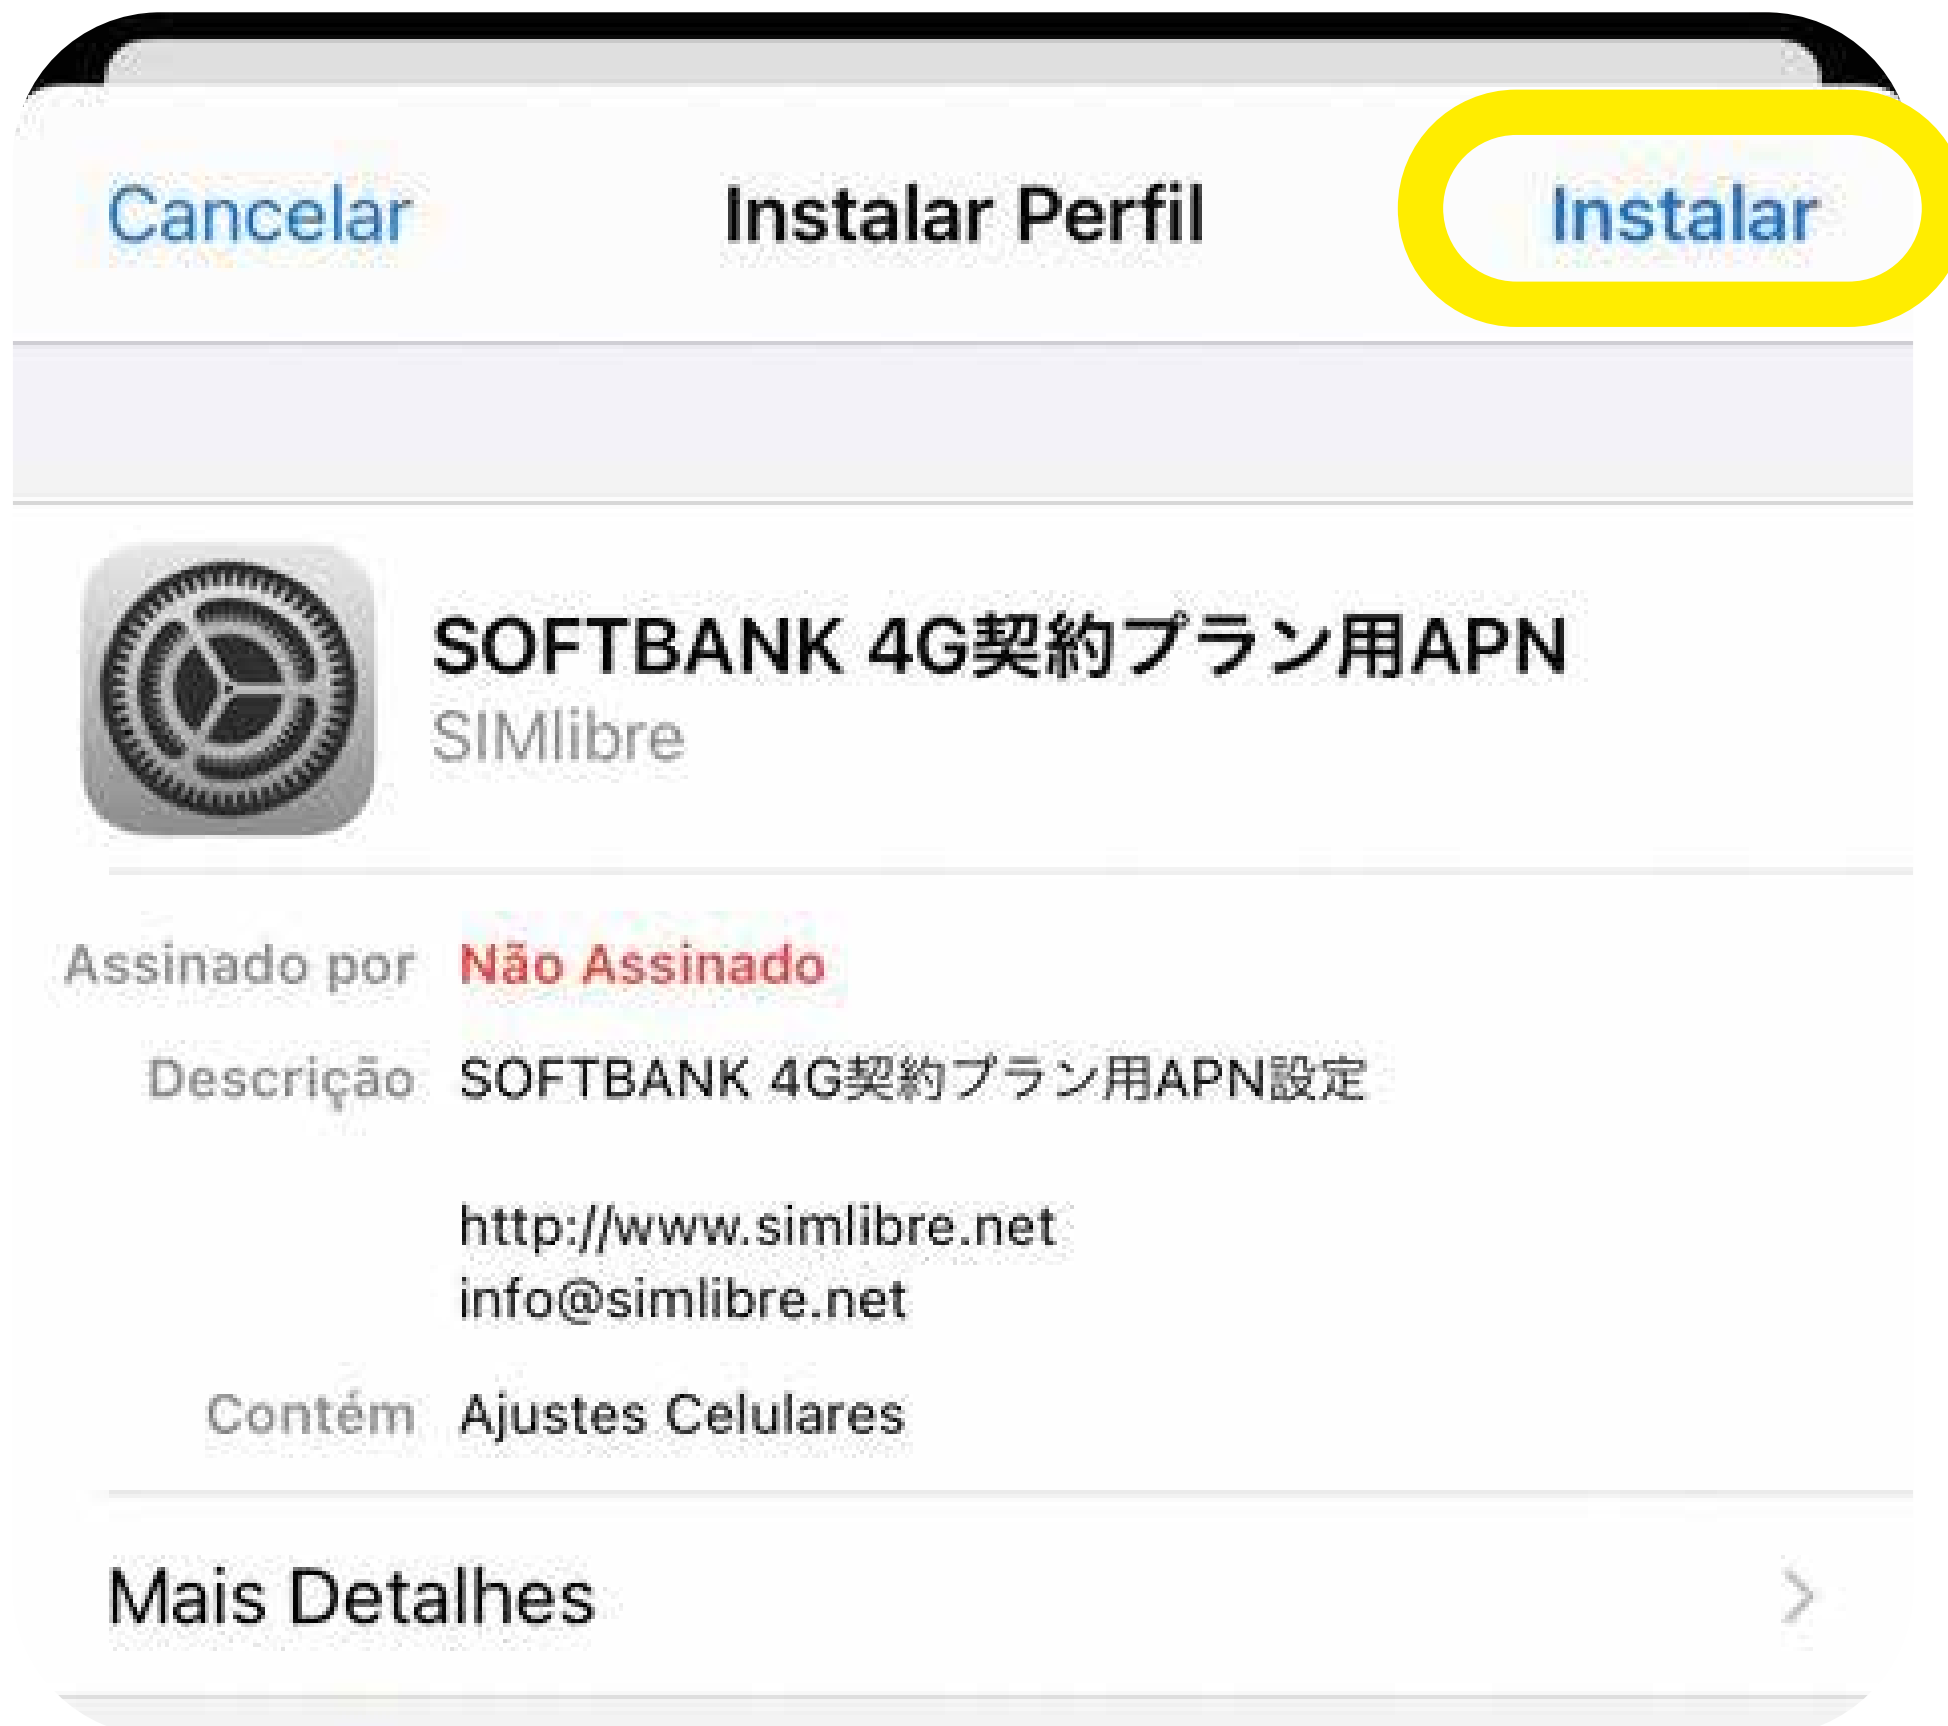 Cancelar Instalar Perfil Instalar
SOFTBANK 4G契約プラン用APN
SIMlibre
Assinado por Não Assinado
Descrição SOFTBANK 4G契約プラン用APN設定
http://www.simlibre.net
info@simlibre.net
Contém Ajustes Celulares
Mais Detalhes